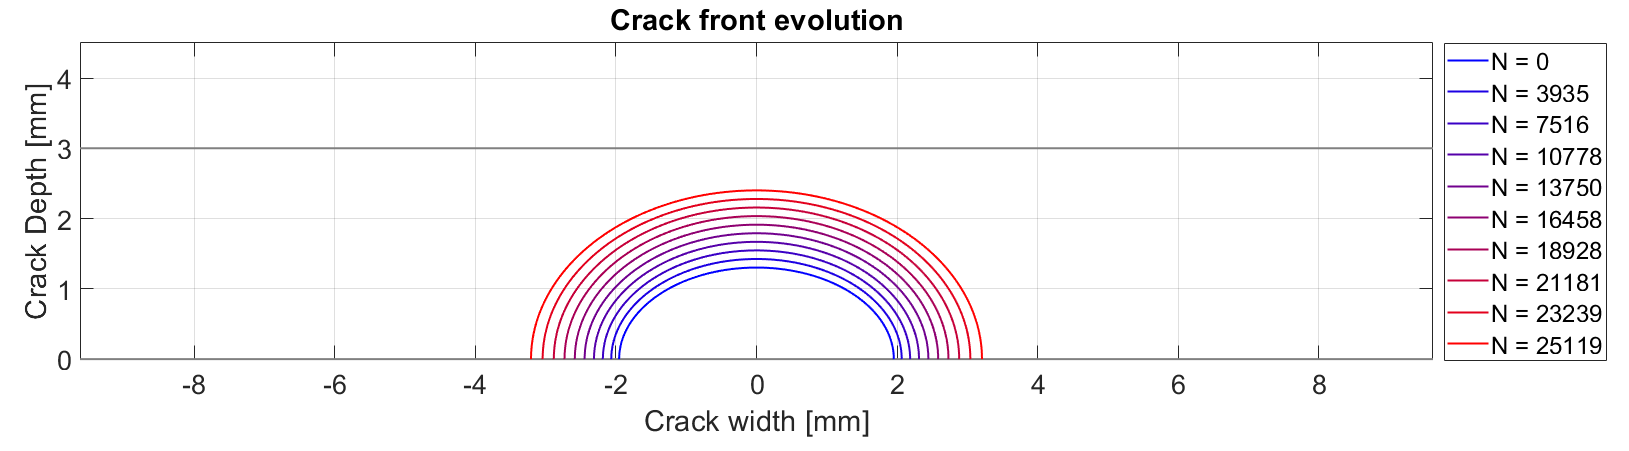 Crack front evolution
Crack Depth [mm]
4
3
2
1
0
-8 -6 -4 -2 0 2 4 6 8
Crack width [mm]
N = 0
N = 3935
N = 7516
N = 10778
N = 13750
N = 16458
N = 18928
N = 21181
N = 23239
N = 25119